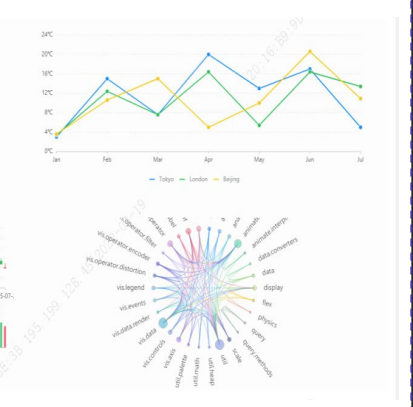 24℃
20℃
16℃
12℃
8℃
4℃
0℃
Jan Feb Mar Apr May Jun Jul
Tokyo London Beijing
animate.interp
data.converters
data
display
flex
physics
query
query.methods
scale
util
util.heap
util.math
util.palette
vis.axis
vis.controls
vis.data
vis.data.render
vis.events
vis.legend
vis.operator.distortion
vis.operator.encoder
vis.operator.filter